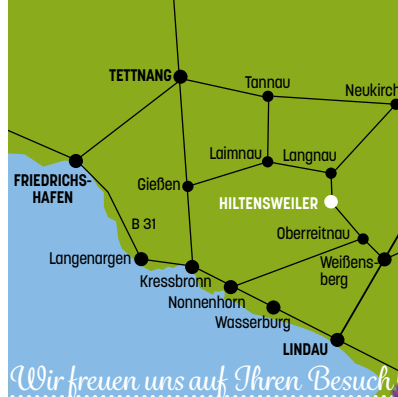 TETTNANG
Tannau
Neukirch
Laimnau
Langnau
FRIEDRICHS-
HAFEN
Gießen
HILTENSWEILER
B 31
Oberreitnau
Langenargen
Weißens-
berg
Kressbronn
Nonnenhorn
Wasserburg
LINDAU
Wir freuen uns auf Ihren Besuch